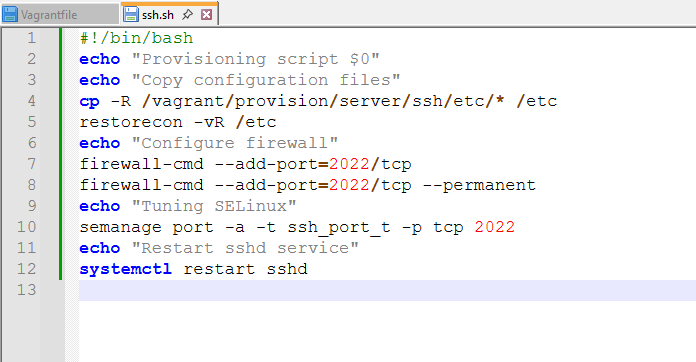 Vagrantfile ssh.sh
1 #!/bin/bash
2 echo "Provisioning script $0"
3 echo "Copy configuration files"
4 cp -R /vagrant/provision/server/ssh/etc/* /etc
5 restorecon -vR /etc
6 echo "Configure firewall"
7 firewall-cmd --add-port=2022/tcp
8 firewall-cmd --add-port=2022/tcp --permanent
9 echo "Tuning SELinux"
10 semanage port -a -t ssh_port_t -p tcp 2022
11 echo "Restart sshd service"
12 systemctl restart sshd
13